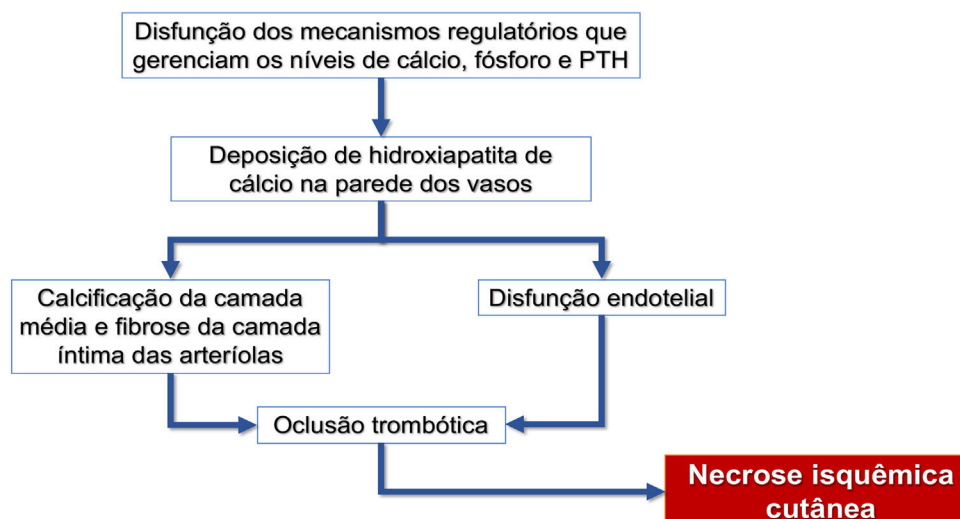 Disfunção dos mecanismos regulatórios que
gerenciam os níveis de cálcio, fósforo e PTH
Deposição de hidroxiapatita de
cálcio na parede dos vasos
Calcificação da camada
média e fibrose da camada
íntima das arteríolas
Disfunção endotelial
Oclusão trombótica
Necrose isquêmica
cutânea